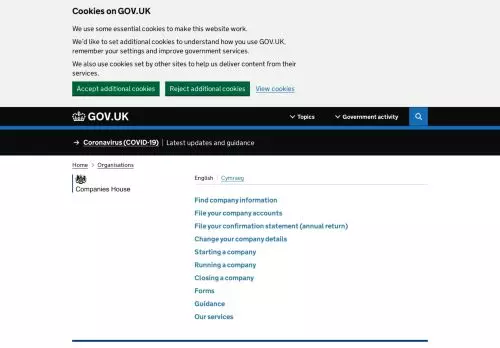 Cookies on GOV.UK
We use some essential cookies to make this website work.
We'd like to set additional cookies to understand how you use GOV.UK,
remember your settings and improve government services.
We also use cookies set by other sites to help us deliver content from their
services.
Accept additional cookies Reject additional cookies View cookies
GOV.UK Topics Government activity
→ Coronavirus (COVID-19) | Latest updates and guidance
Home > Organisations
English Cymraeg
Companies House
Find company information
File your company accounts
File your confirmation statement (annual return)
Change your company details
Starting a company
Running a company
Closing a company
Forms
Guidance
Our services